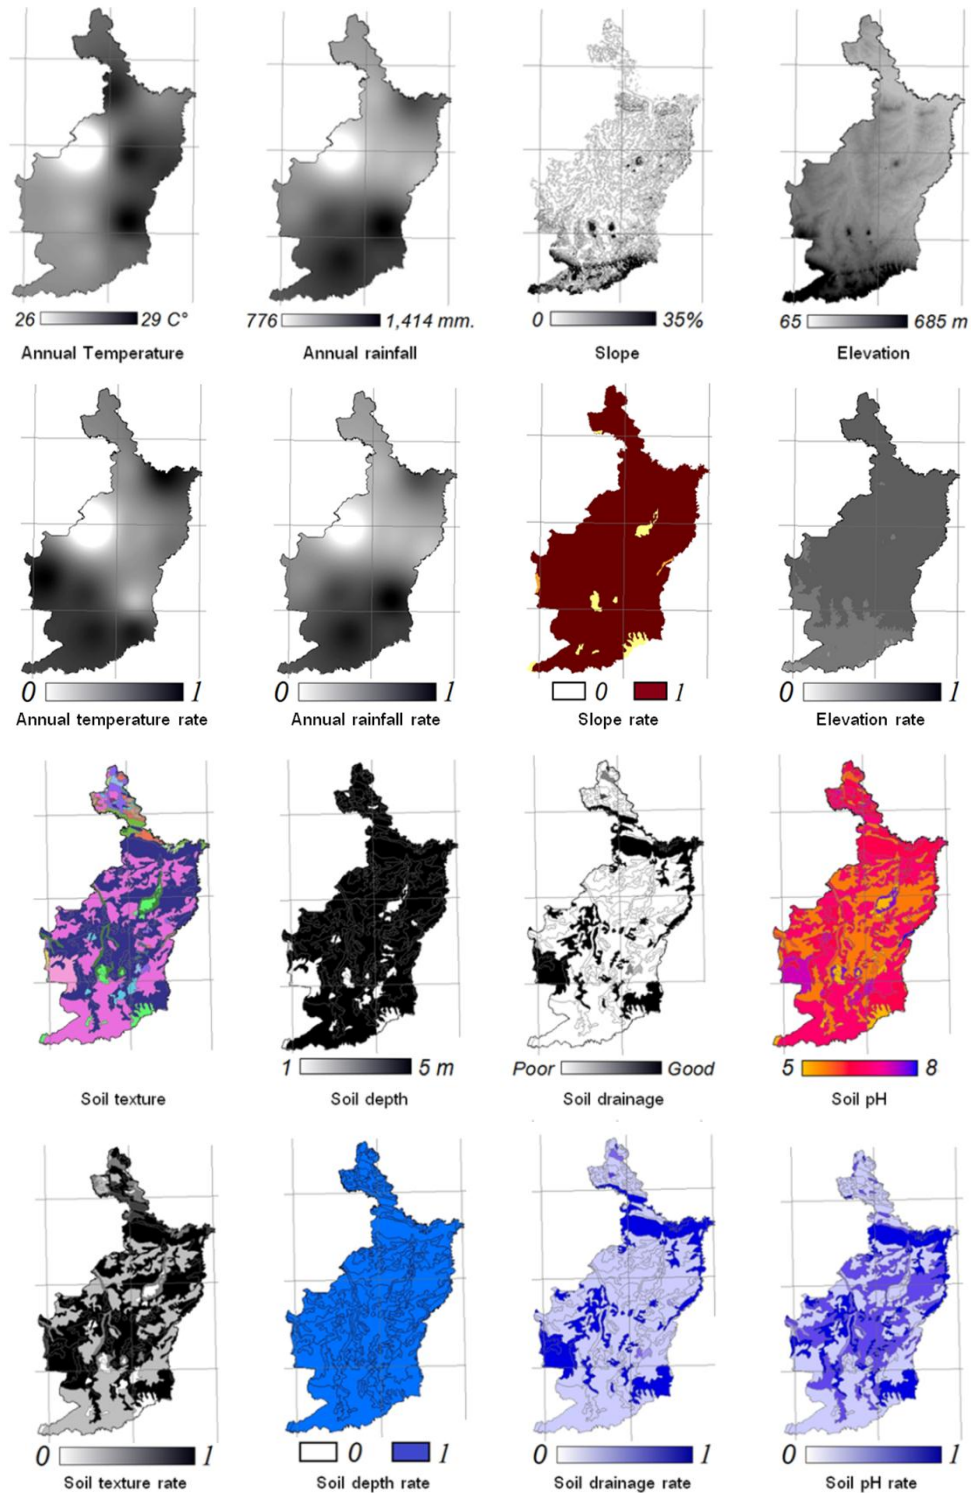 26 29 C°
776 1,414 mm.
0 35%
65 685 m
Annual Temperature
Annual rainfall
Slope
Elevation
0 1
0 1
0 1
0 1
Annual temperature rate
Annual rainfall rate
Slope rate
Elevation rate
1 5 m
Poor Good
5 8
Soil texture
Soil depth
Soil drainage
Soil pH
0 1
0 1
0 1
0 1
Soil texture rate
Soil depth rate
Soil drainage rate
Soil pH rate